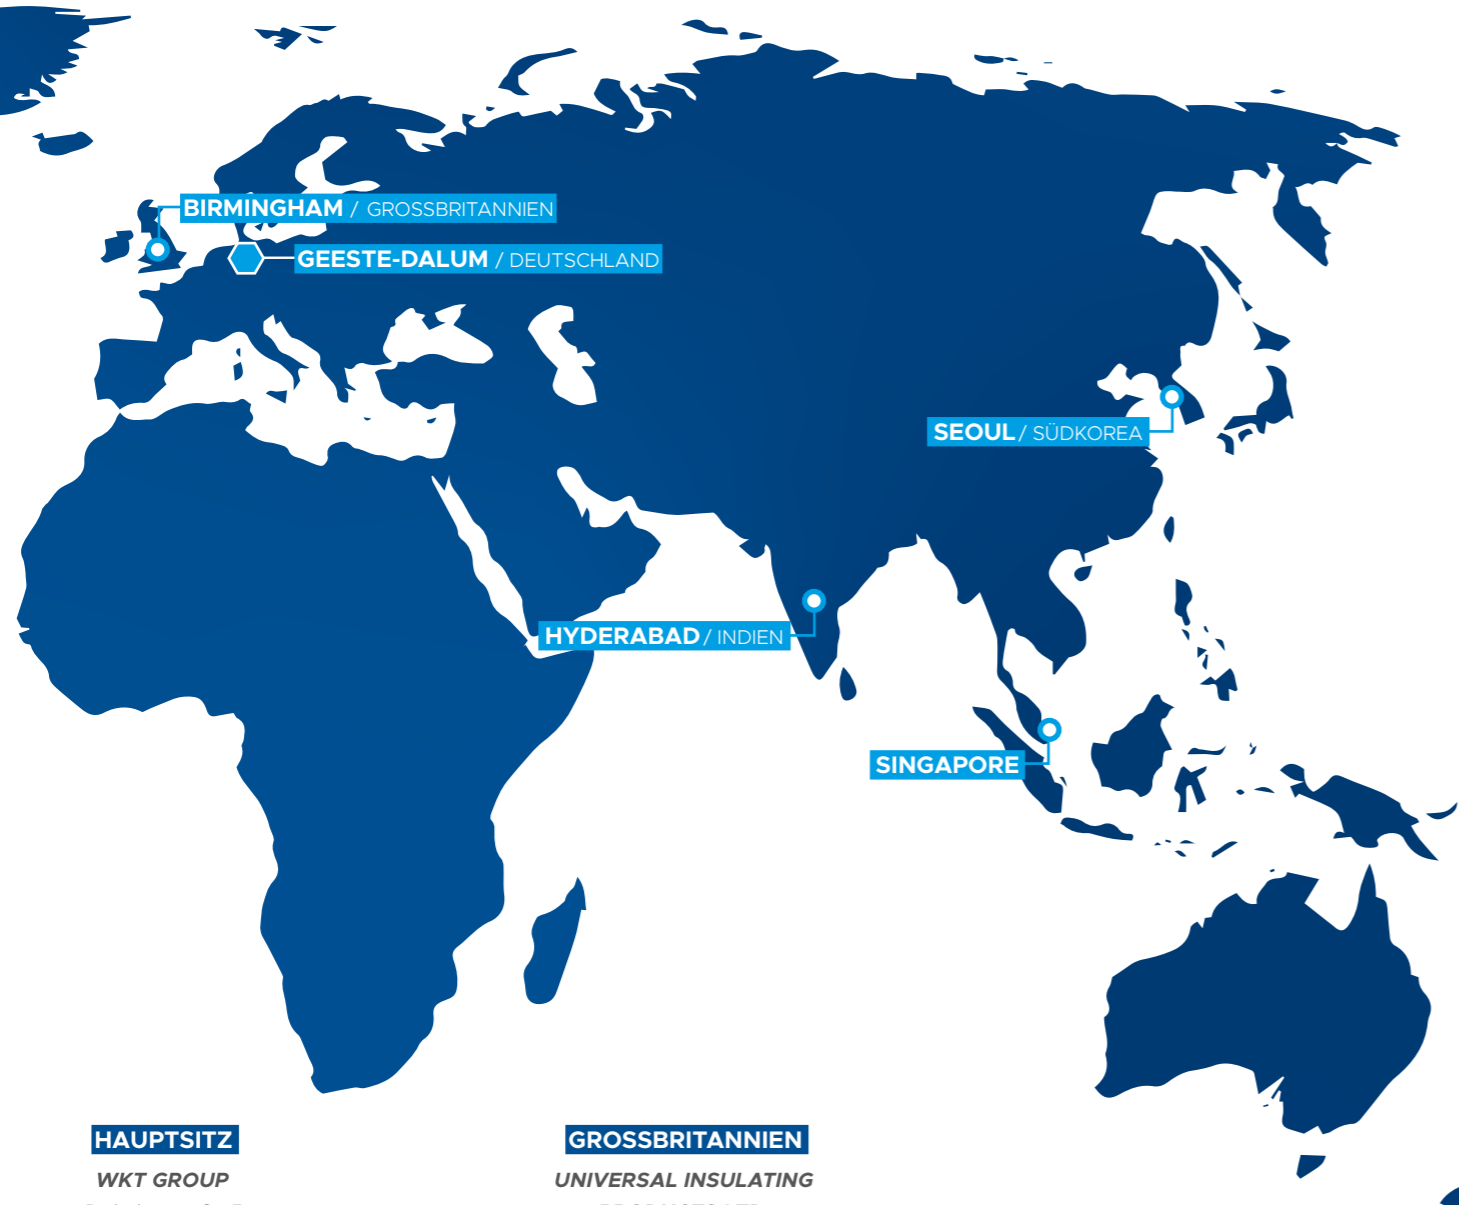 BIRMINGHAM / GROSSBRITANNIEN
GEESTE-DALUM / DEUTSCHLAND
SEOUL / SÜDKOREA
HYDERABAD / INDIEN
SINGAPORE
HAUPTSITZ
WKT GROUP
GROSSBRITANNIEN
UNIVERSAL INSULATING